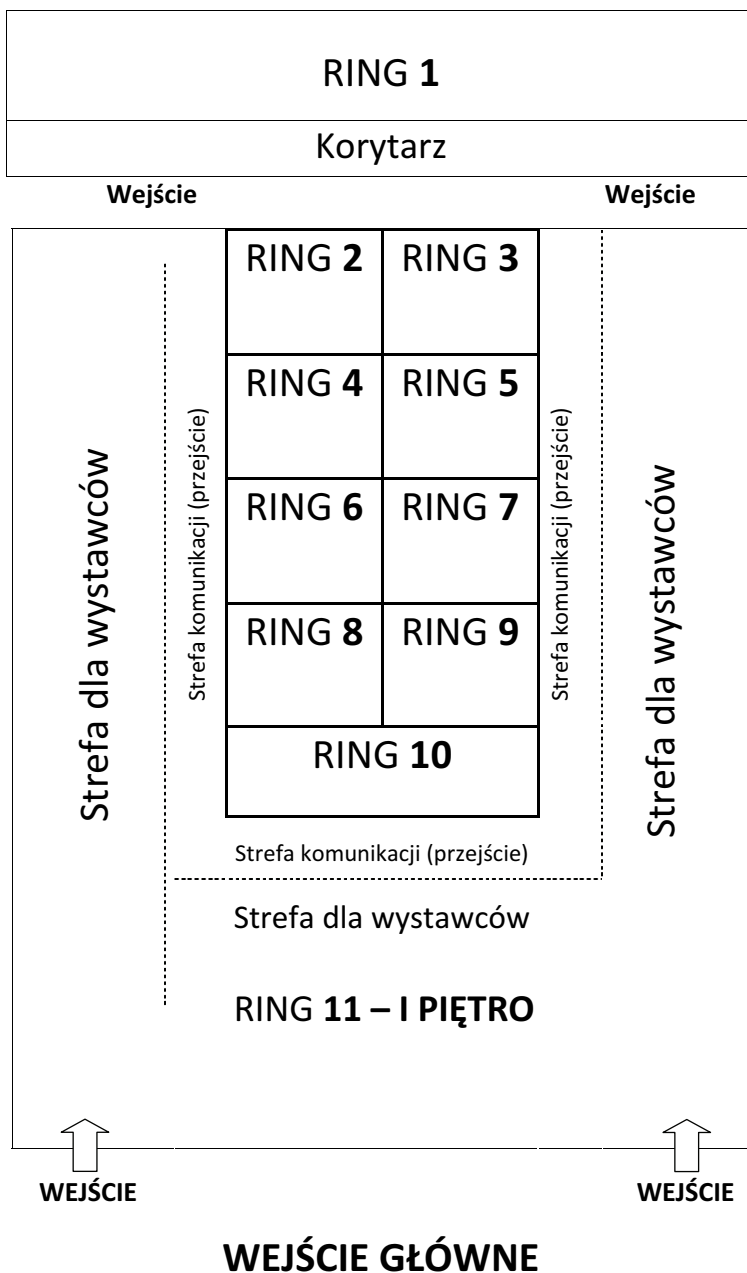 RING 1
Korytarz
Wejście
Wejście
RING 2
RING 3
RING 4
RING 5
RING 6
RING 7
RING 8
RING 9
RING 10
Strefa dla wystawców
Strefa komunikacji (przejście)
Strefa komunikacji (przejście)
Strefa dla wystawców
Strefa komunikacji (przejście)
Strefa dla wystawców
RING 11 – I PIĘTRO
WEJŚCIE
WEJŚCIE
WEJŚCIE GŁÓWNE